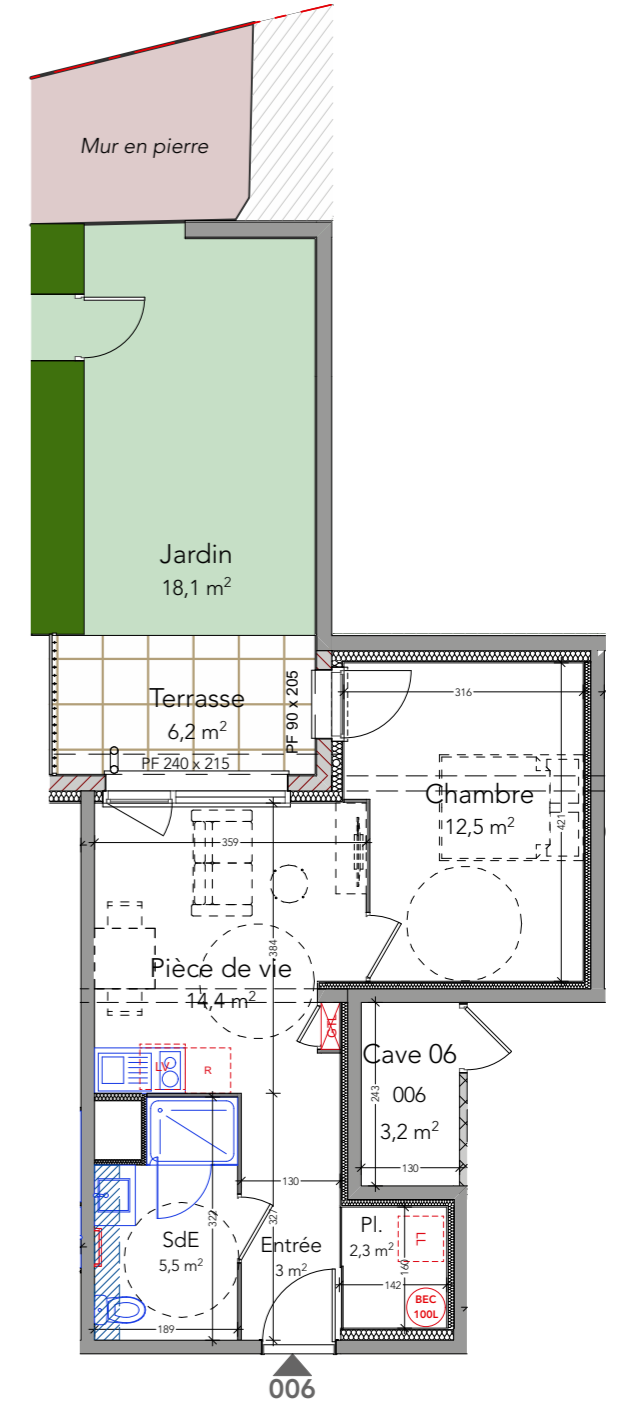 Mur en pierre
Jardin
18,1 m²
Terrasse
6,2 m²
PF 90 x 205
PF 240 x 215
316
Chambre
12,5 m²
421
359
384
Pièce de vie
14,4 m²
GTL
LV
R
Cave 06
006
3,2 m²
243
130
130
322
327
SdE
5,5 m²
Entrée
3 m²
Pl.
2,3 m²
LL
160
142
BEC
100L
189
006